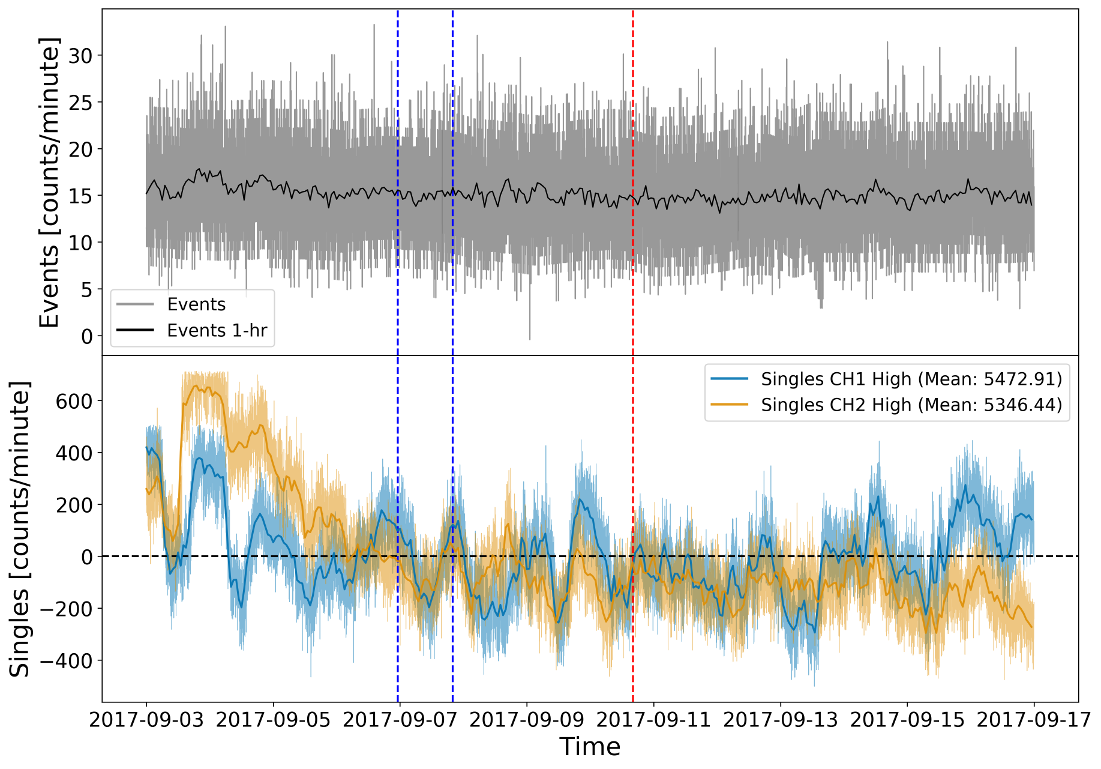 Events [counts/minute]
30
25
20
15
10
5
0
Events
Events 1-hr
Singles [counts/minute]
600
400
200
0
−200
−400
Singles CH1 High (Mean: 5472.91)
Singles CH2 High (Mean: 5346.44)
2017-09-03 2017-09-05 2017-09-07 2017-09-09 2017-09-11 2017-09-13 2017-09-15 2017-09-17
Time